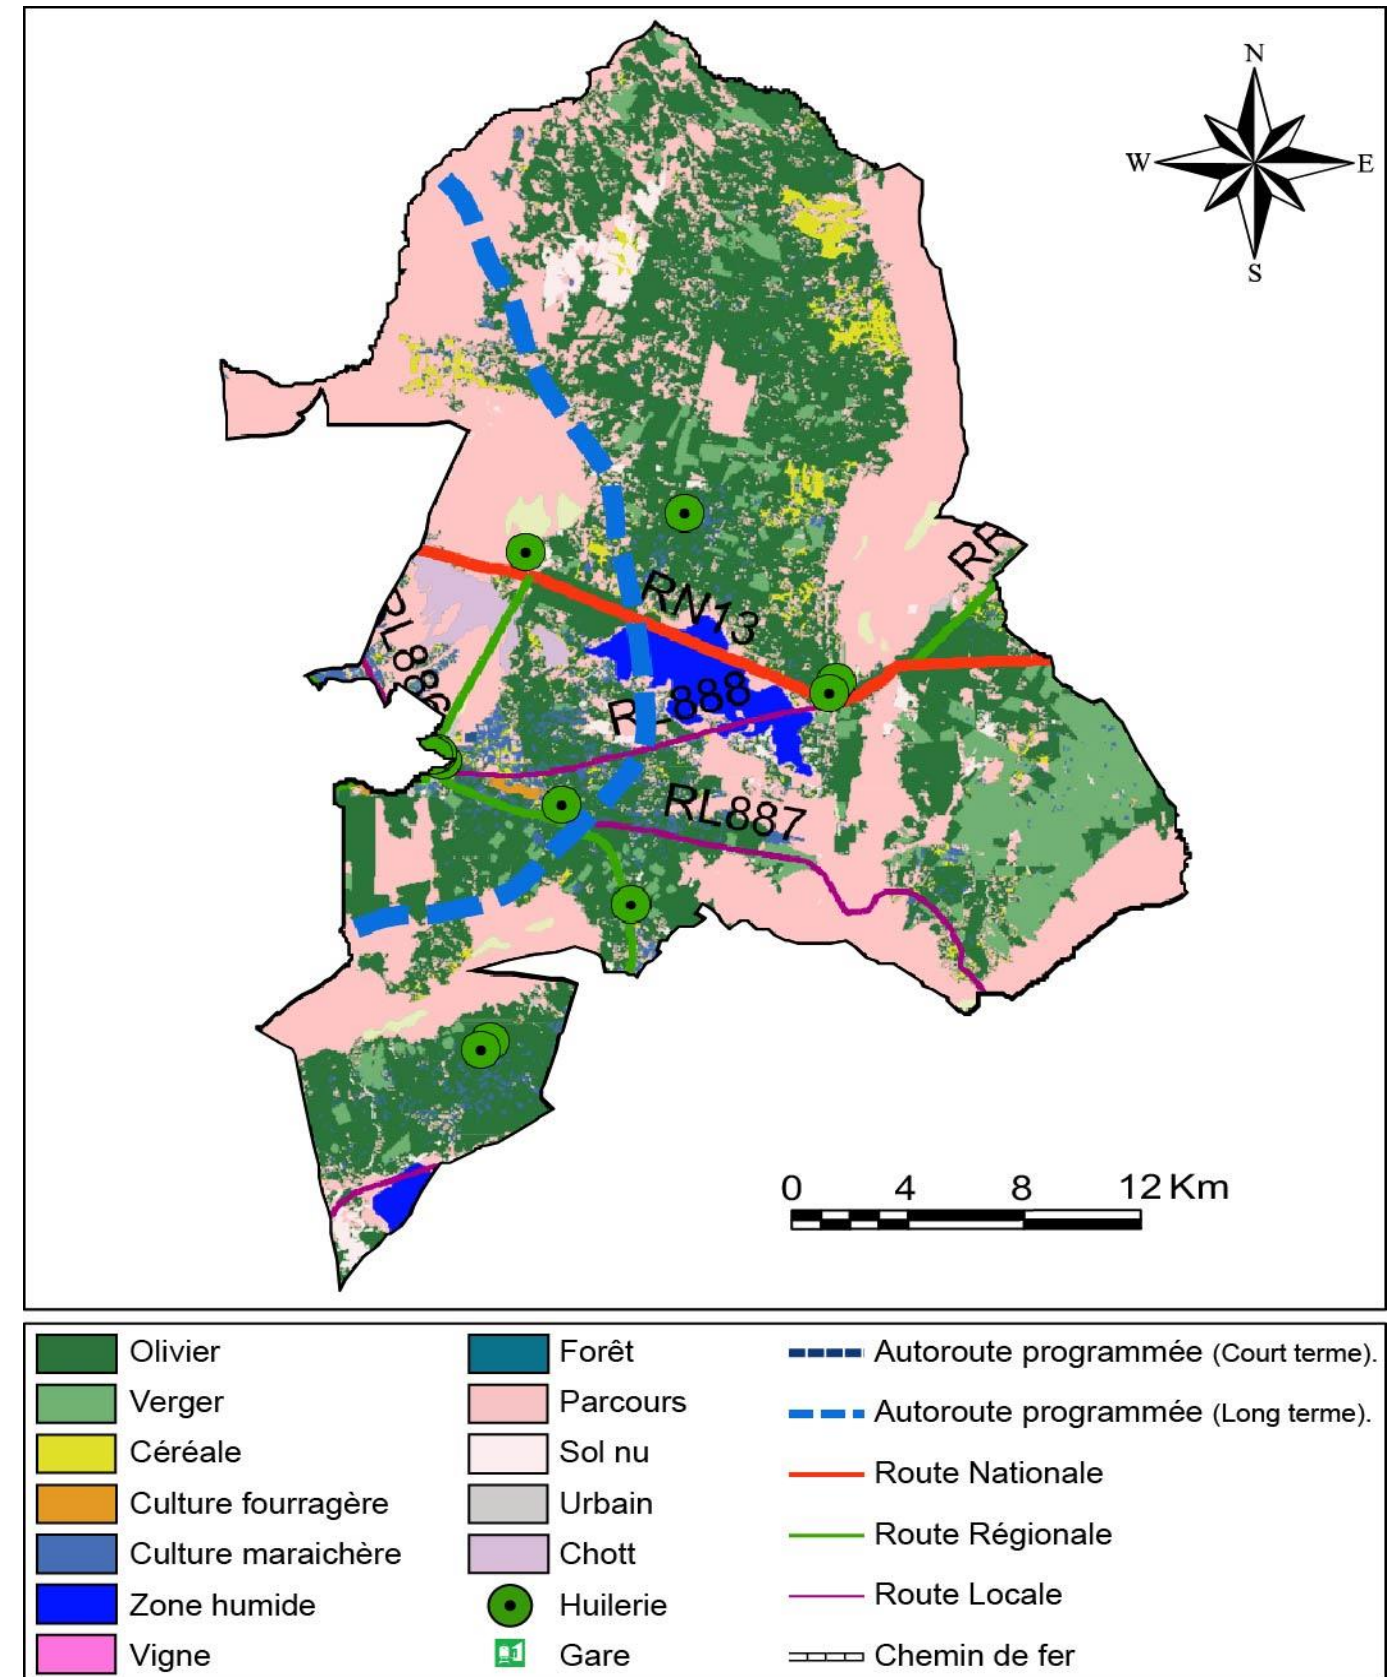 N
W E
S
RR
RN13
RL888
RL887
0 4 8 12 Km
Olivier
Verger
Céréale
Culture fourragère
Culture maraichère
Zone humide
Vigne
Forêt
Parcours
Sol nu
Urbain
Chott
Huilerie
Gare
Autoroute programmée (Court terme).
Autoroute programmée (Long terme).
Route Nationale
Route Régionale
Route Locale
Chemin de fer